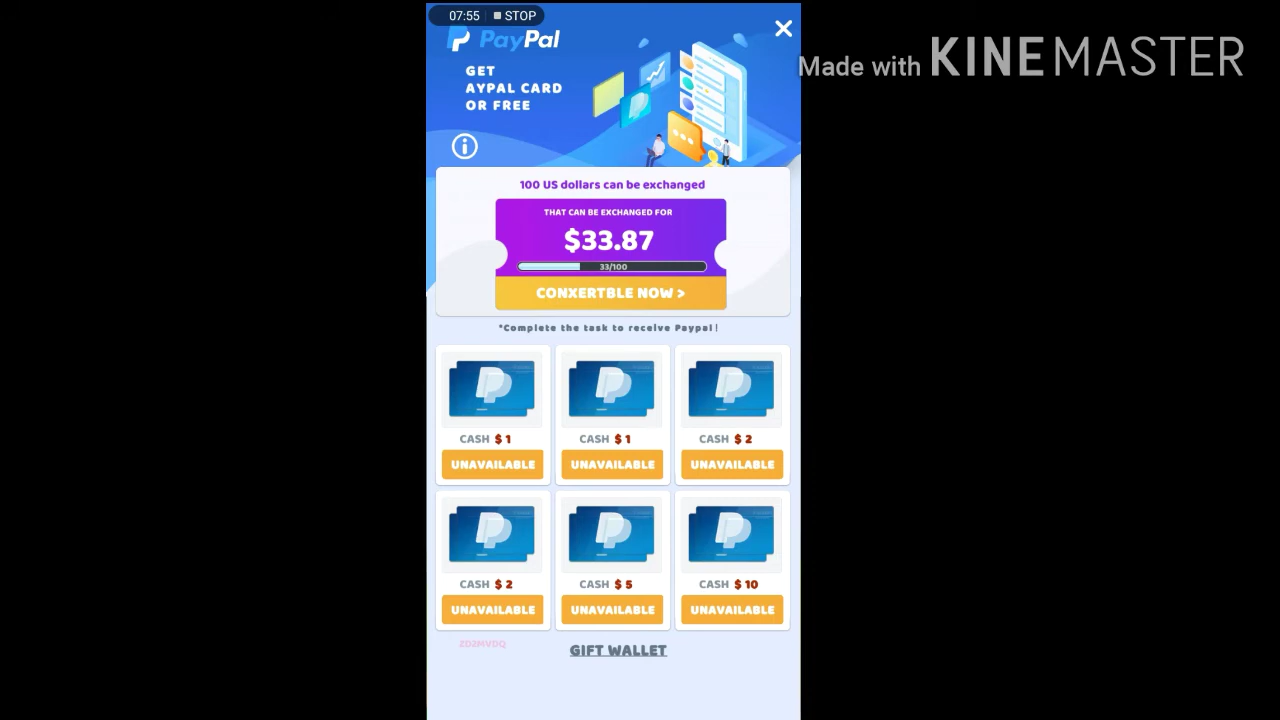 07:55 STOP
PayPal
Made with KINEMASTER
GET
AYPAL CARD
OR FREE
100 US dollars can be exchanged
THAT CAN BE EXCHANGED FOR
$33.87
33/100
CONXERTBLE NOW >
*Complete the task to receive Paypal!
CASH $1 CASH $1 CASH $2
UNAVAILABLE UNAVAILABLE UNAVAILABLE
CASH $2 CASH $5 CASH $10
UNAVAILABLE UNAVAILABLE UNAVAILABLE
ZD2MVDQ
GIFT WALLET